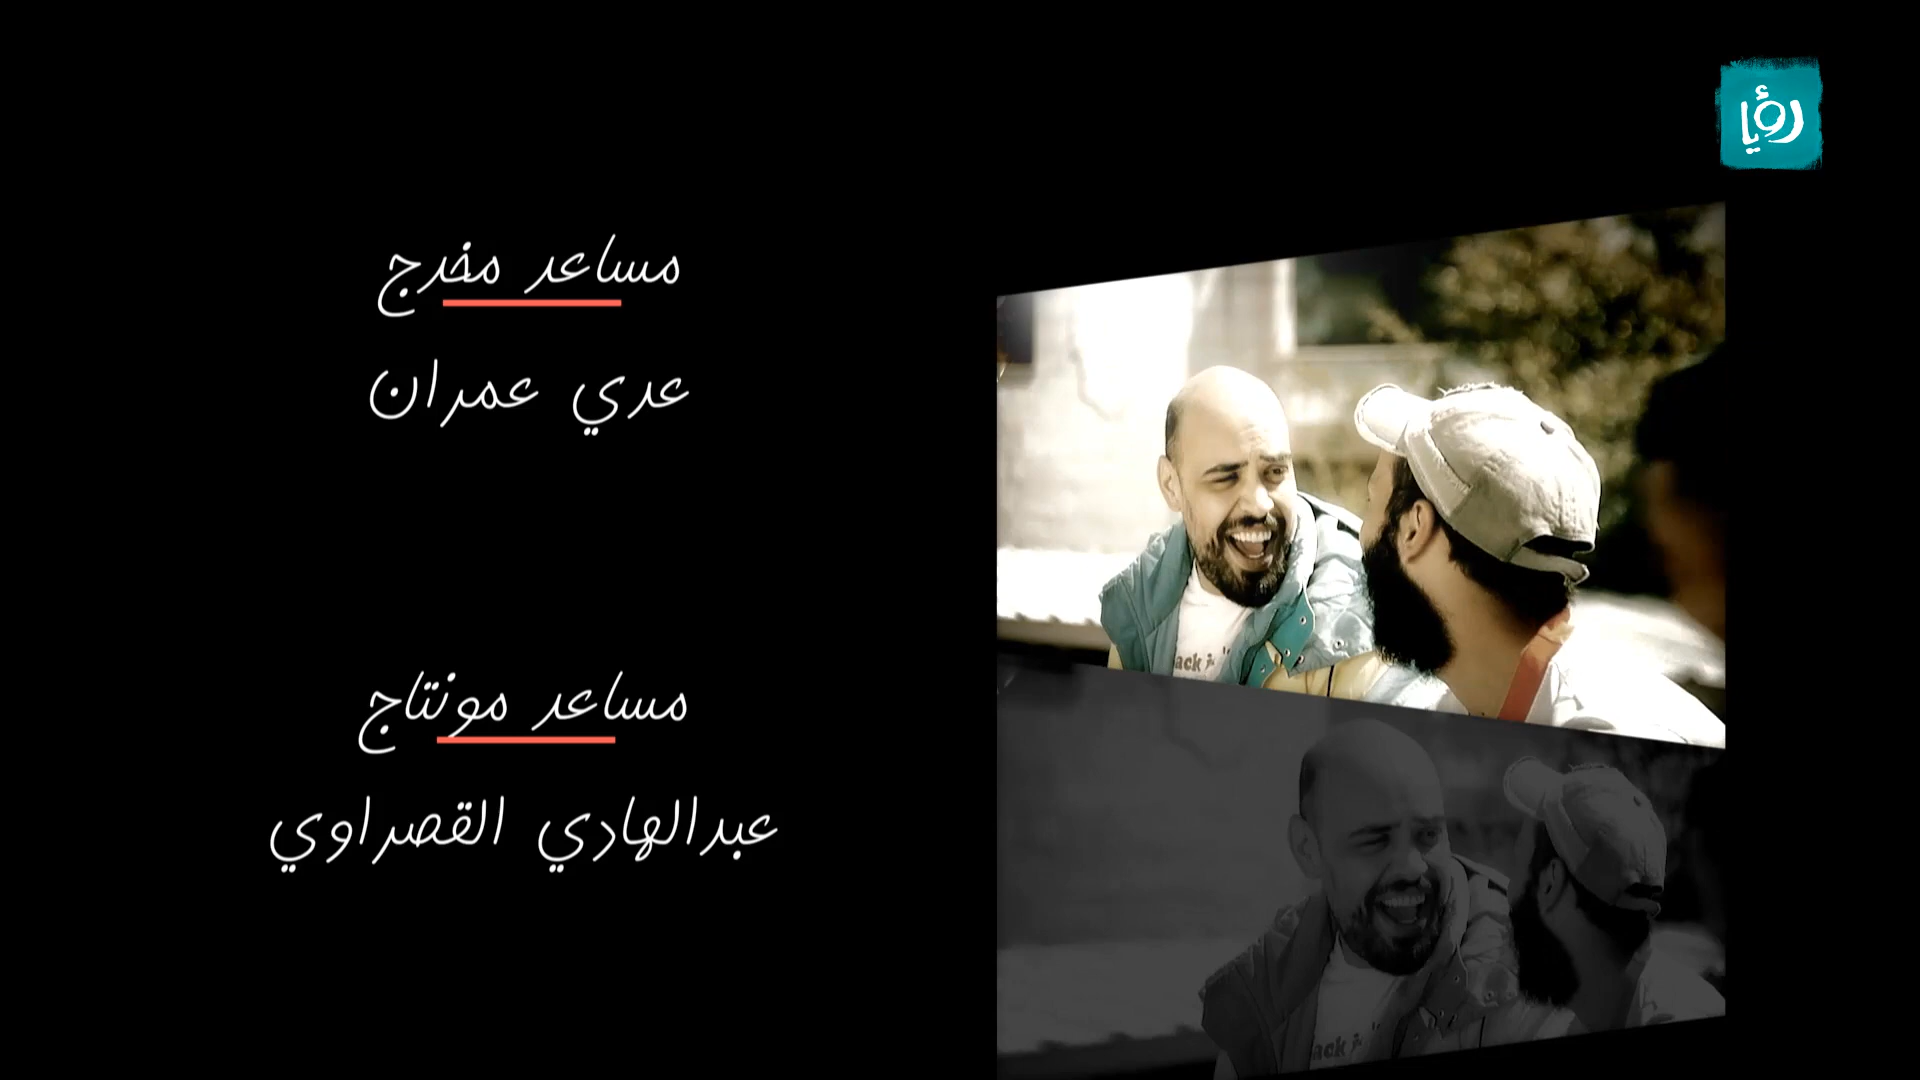 رؤيا
مساعد مخرج
عدي عمران
مساعد مونتاج
عبدالهادي القصراوي